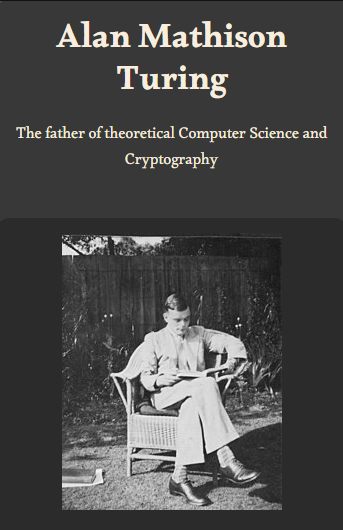 Alan Mathison
Turing
The father of theoretical Computer Science and
Cryptography